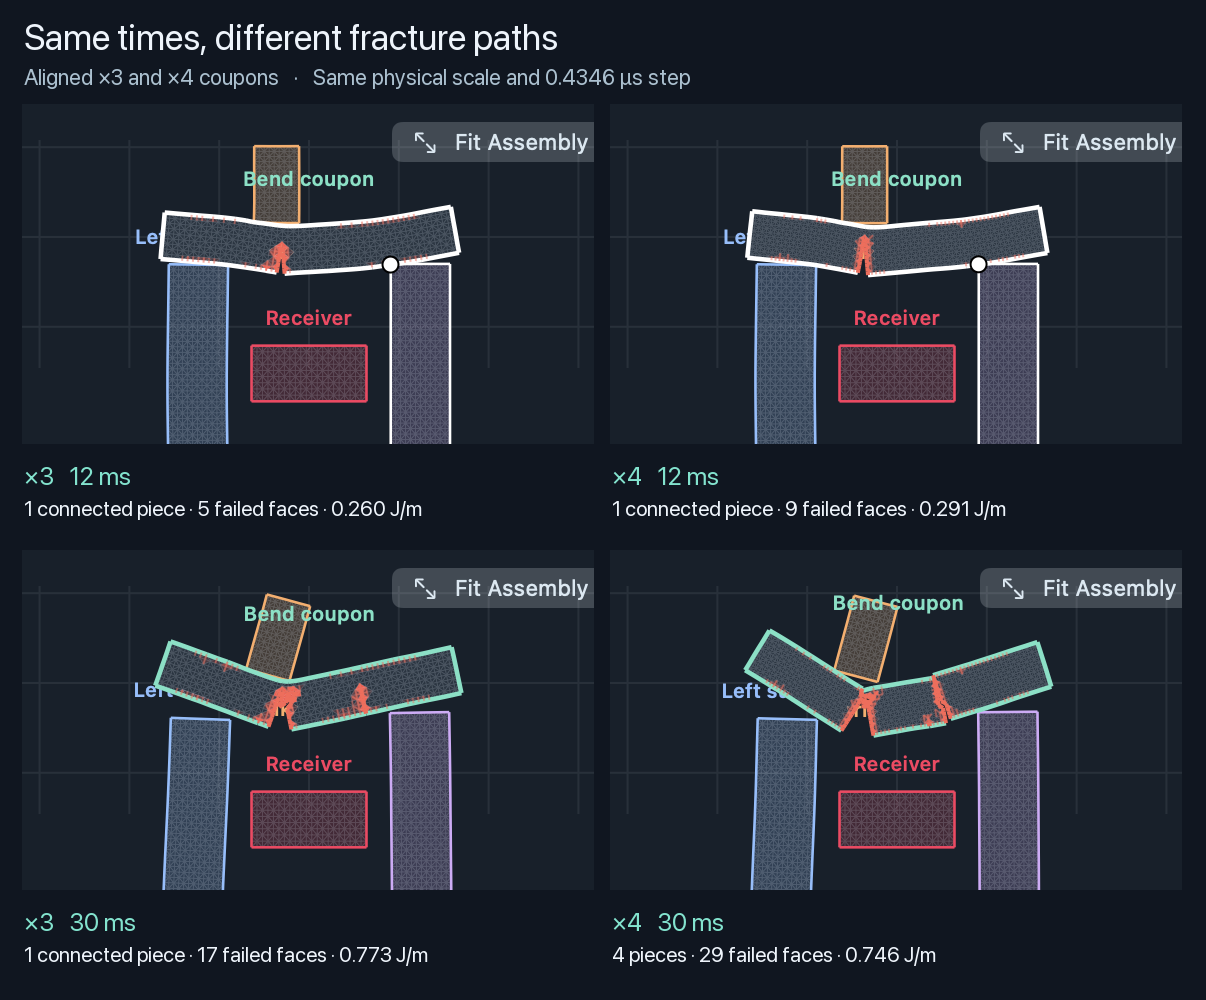 Same times, different fracture paths
Aligned ×3 and ×4 coupons · Same physical scale and 0.4346 µs step
Fit Assembly
Bend coupon
Receiver
×3 12 ms
1 connected piece · 5 failed faces · 0.260 J/m
Fit Assembly
Bend coupon
Receiver
×4 12 ms
1 connected piece · 9 failed faces · 0.291 J/m
Fit Assembly
Bend coupon
Left
Receiver
×3 30 ms
1 connected piece · 17 failed faces · 0.773 J/m
Fit Assembly
Bend coupon
Left
Receiver
×4 30 ms
4 pieces · 29 failed faces · 0.746 J/m